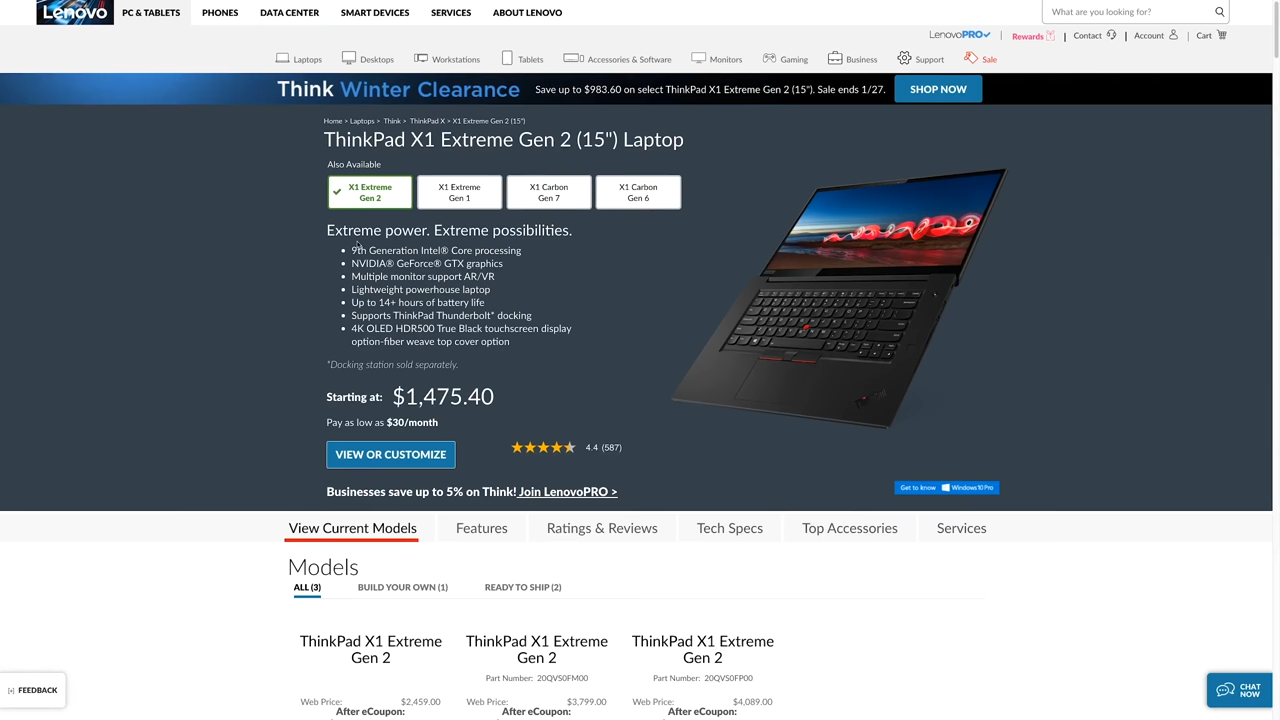 Lenovo
PC & TABLETS
PHONES
DATA CENTER
SMART DEVICES
SERVICES
ABOUT LENOVO
What are you looking for?
LenovoPRO
Rewards
Contact
Account
Cart
Laptops
Desktops
Workstations
Tablets
Accessories & Software
Monitors
Gaming
Business
Support
Sale
Think Winter Clearance
Save up to $983.60 on select ThinkPad X1 Extreme Gen 2 (15"). Sale ends 1/27.
SHOP NOW
Home > Laptops > Think > ThinkPad X > X1 Extreme Gen 2 (15")
ThinkPad X1 Extreme Gen 2 (15") Laptop
Also Available
X1 Extreme
Gen 2
X1 Extreme
Gen 1
X1 Carbon
Gen 7
X1 Carbon
Gen 6
Extreme power. Extreme possibilities.
9th Generation Intel® Core processing
NVIDIA® GeForce® GTX graphics
Multiple monitor support AR/VR
Lightweight powerhouse laptop
Up to 14+ hours of battery life
Supports ThinkPad Thunderbolt* docking
4K OLED HDR500 True Black touchscreen display
option-fiber weave top cover option
*Docking station sold separately.
Starting at: $1,475.40
Pay as low as $30/month
VIEW OR CUSTOMIZE
4.4 (587)
Businesses save up to 5% on Think! Join LenovoPRO >
Get to know Windows 10 Pro
View Current Models
Features
Ratings & Reviews
Tech Specs
Top Accessories
Services
Models
ALL (3)
BUILD YOUR OWN (1)
READY TO SHIP (2)
ThinkPad X1 Extreme
Gen 2
Web Price: $2,459.00
After eCoupon:
ThinkPad X1 Extreme
Gen 2
Part Number: 20QVS0FM00
Web Price: $3,799.00
After eCoupon:
ThinkPad X1 Extreme
Gen 2
Part Number: 20QVS0FP00
Web Price: $4,089.00
After eCoupon:
[+] FEEDBACK
CHAT
NOW